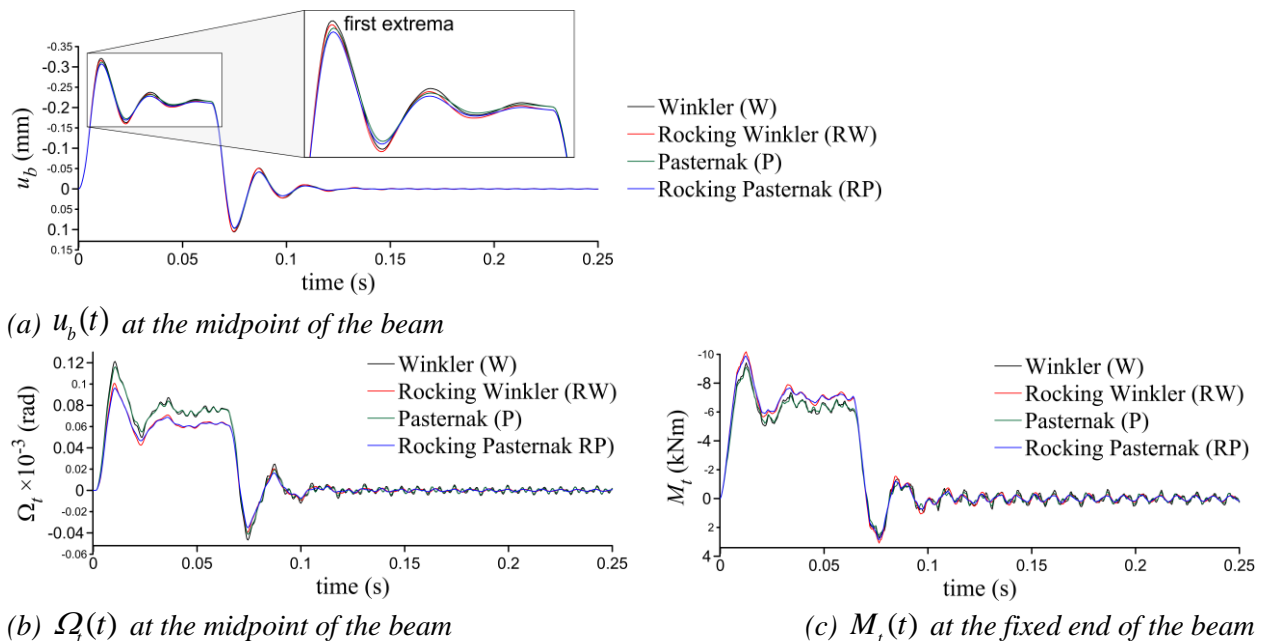 first extrema
-0.35
-0.3
-0.25
-0.2
-0.15
-0.1
-0.05
0
0.05
0.1
0.15
u_b (mm)
0 0.05 0.1 0.15 0.2 0.25
time (s)
Winkler (W)
Rocking Winkler (RW)
Pasternak (P)
Rocking Pasternak (RP)
(a) u_b(t) at the midpoint of the beam
0.12
0.1
0.08
0.06
0.04
0.02
0
-0.02
-0.04
-0.06
Ω_t ×10⁻³ (rad)
Winkler (W)
Rocking Winkler (RW)
Pasternak (P)
Rocking Pasternak RP)
0 0.05 0.1 0.15 0.2 0.25
time (s)
(b) Ω_t(t) at the midpoint of the beam
-10
-8
-6
-4
-2
0
2
4
M_t (kNm)
Winkler (W)
Rocking Winkler (RW)
Pasternak (P)
Rocking Pasternak (RP)
0 0.05 0.1 0.15 0.2 0.25
time (s)
(c) M_t(t) at the fixed end of the beam